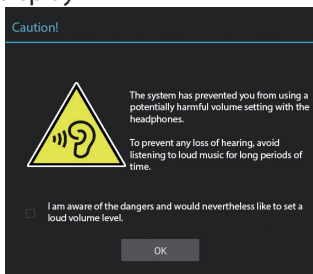 Caution!
The system has prevented you from using a
potentially harmful volume setting with the
headphones.
To prevent any loss of hearing, avoid
listening to loud music for long periods of
time.
I am aware of the dangers and would nevertheless like to set a
loud volume level.
OK